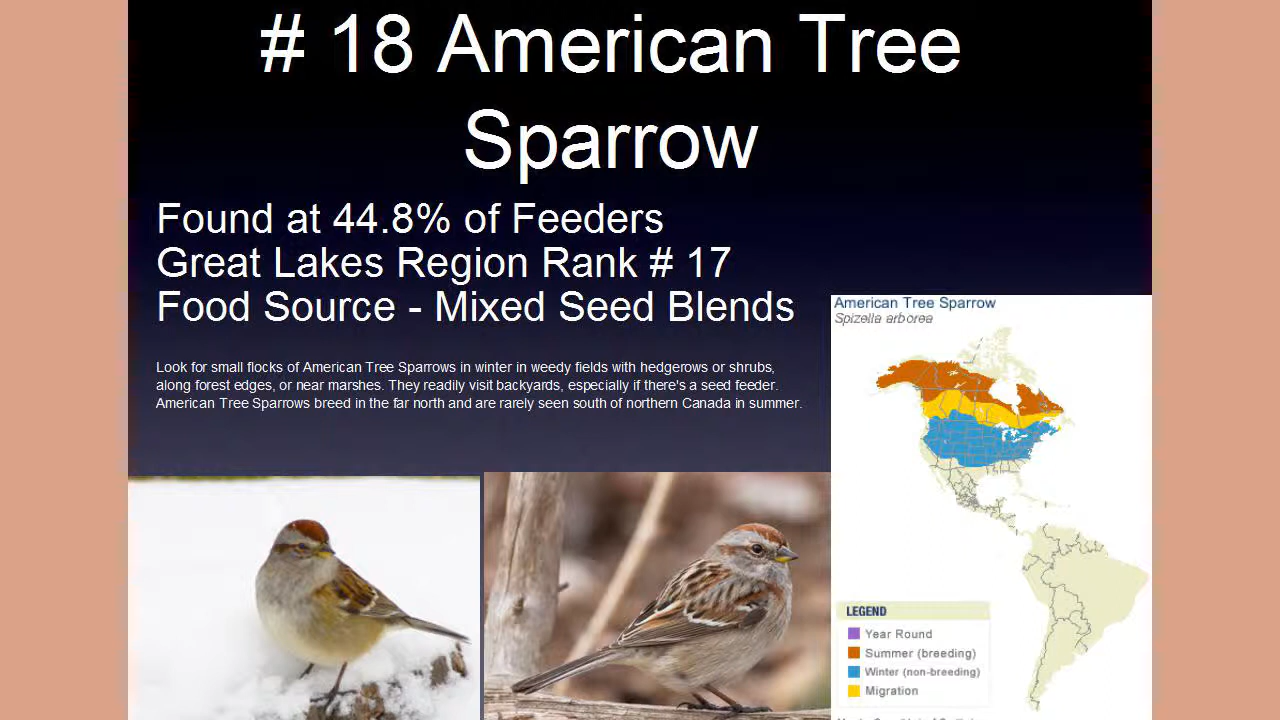 # 18 American Tree
Sparrow
Found at 44.8% of Feeders
Great Lakes Region Rank # 17
Food Source - Mixed Seed Blends
Look for small flocks of American Tree Sparrows in winter in weedy fields with hedgerows or shrubs,
along forest edges, or near marshes. They readily visit backyards, especially if there's a seed feeder.
American Tree Sparrows breed in the far north and are rarely seen south of northern Canada in summer.
American Tree Sparrow
Spizella arborea
LEGEND
Year Round
Summer (breeding)
Winter (non-breeding)
Migration